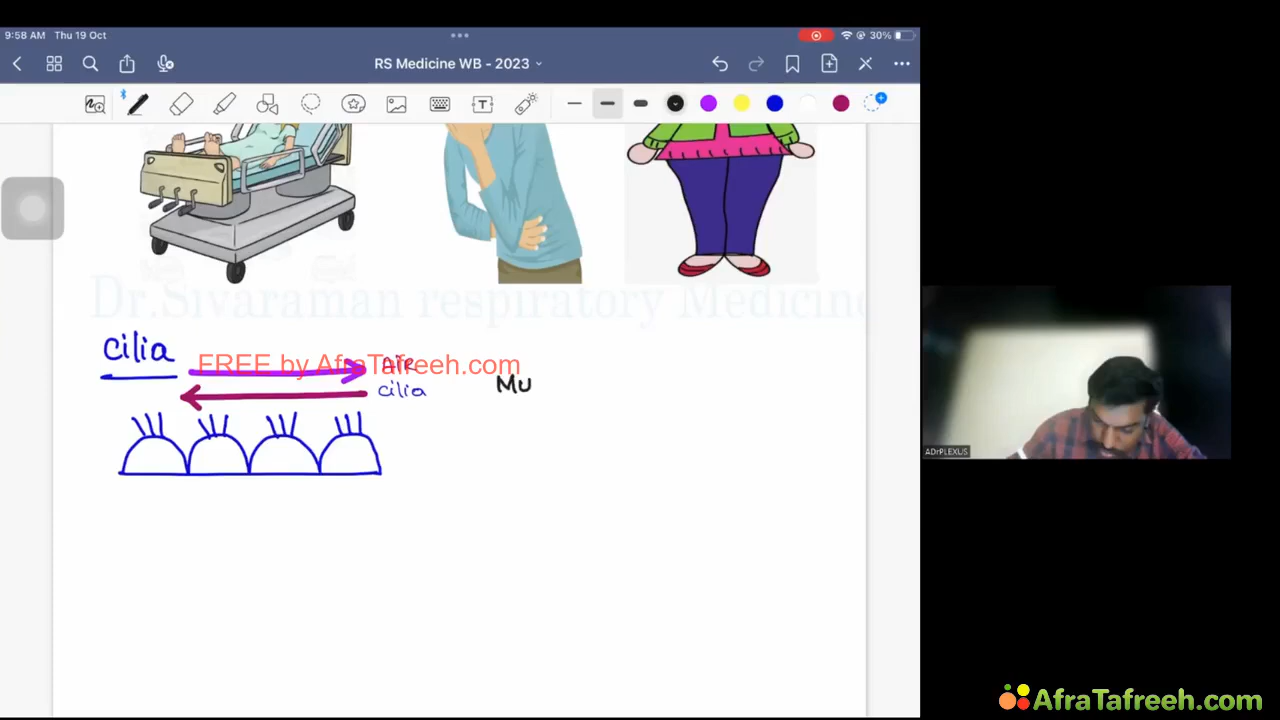 9:58 AM Thu 19 Oct
30%
RS Medicine WB - 2023
T
Dr.Sivaraman respiratory Medicine
Cilia
FREE by AfraTafreeh.com
AIR
Cilia
Mu
ADrPLEXUS
AfraTafreeh.com